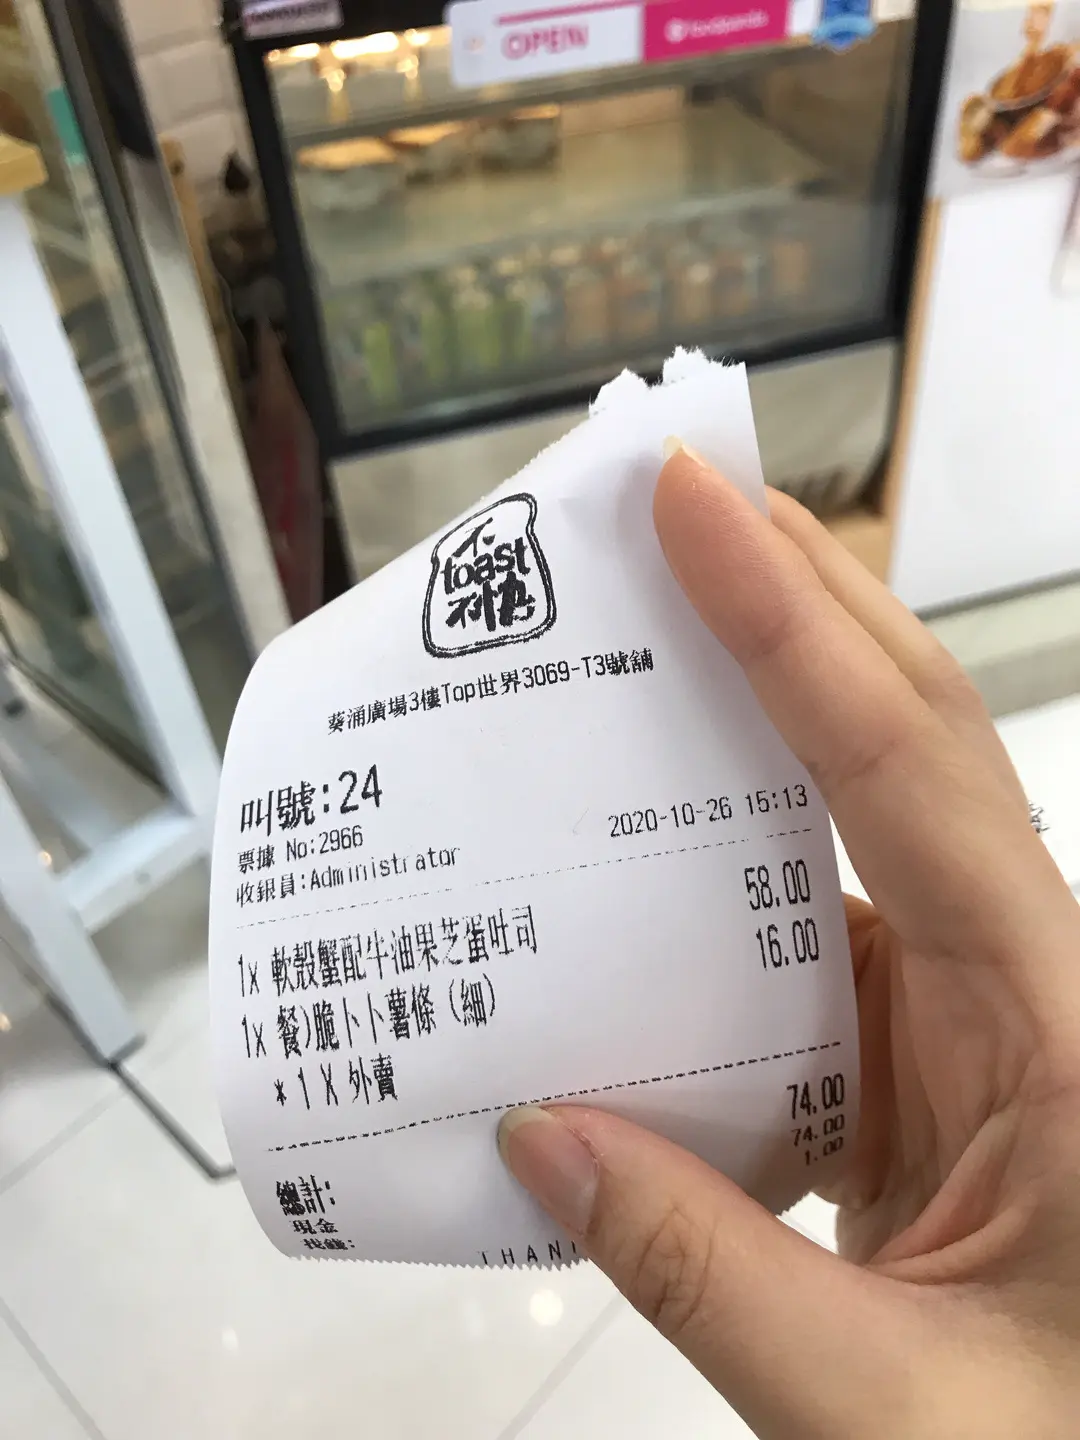 OPEN
foodpanda
不
toast
不快
葵涌廣場3樓Top世界3069-T3號舖
叫號:24
票據 No:2966
2020-10-26 15:13
收銀員:Administrator
1x 軟殼蟹配牛油果芝蛋吐司 58.00
1x 餐)脆卜卜薯條 (細) 16.00
* 1 X 外賣
總計: 74.00
現金 74.00
找錢: 1.00
THAN